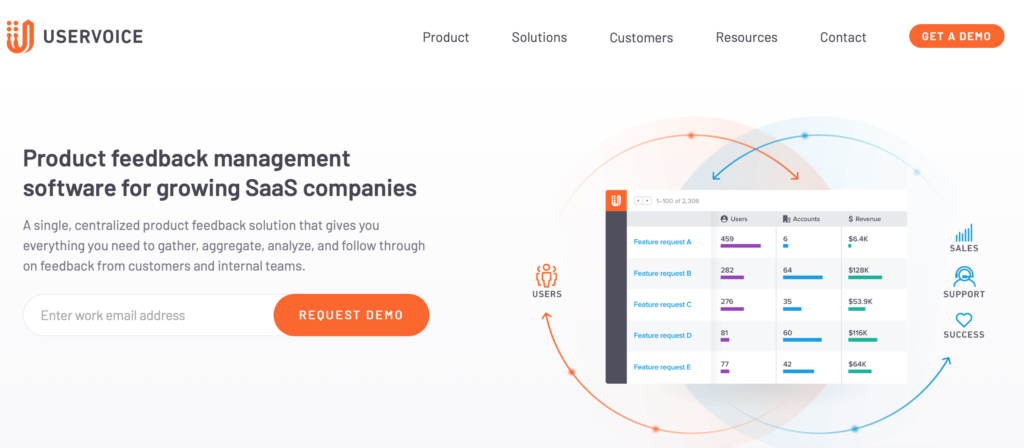 USERVOICE
Product Solutions Customers Resources Contact GET A DEMO
Product feedback management
software for growing SaaS companies
A single, centralized product feedback solution that gives you
everything you need to gather, aggregate, analyze, and follow through
on feedback from customers and internal teams.
Enter work email address REQUEST DEMO
USERS
1–100 of 2,306
Users Accounts $ Revenue
Feature request A 459 6 $6.4K
Feature request B 282 64 $128K
Feature request C 276 35 $53.9K
Feature request D 81 60 $116K
Feature request E 77 42 $64K
SALES
SUPPORT
SUCCESS